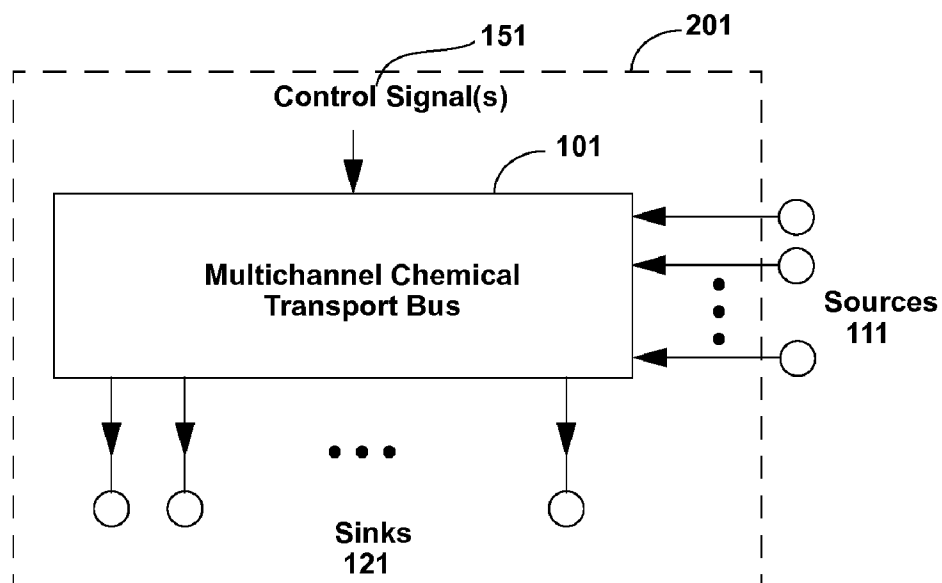 151
201
Control Signal(s)
101
Multichannel Chemical
Transport Bus
Sources
111
Sinks
121